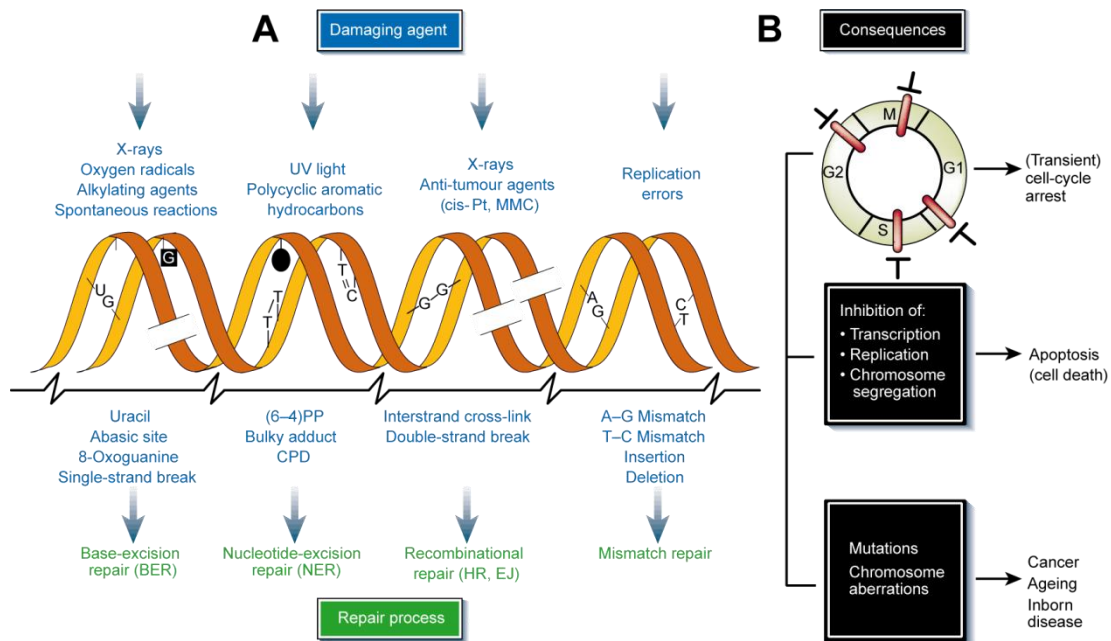 A
Damaging agent
X-rays
Oxygen radicals
Alkylating agents
Spontaneous reactions
UV light
Polycyclic aromatic
hydrocarbons
X-rays
Anti-tumour agents
(cis-Pt, MMC)
Replication
errors
U
G
G
T
T
T
C
G
G
A
G
C
T
Uracil
Abasic site
8-Oxoguanine
Single-strand break
(6–4)PP
Bulky adduct
CPD
Interstrand cross-link
Double-strand break
A–G Mismatch
T–C Mismatch
Insertion
Deletion
Base-excision
repair (BER)
Nucleotide-excision
repair (NER)
Recombinational
repair (HR, EJ)
Mismatch repair
Repair process
B
Consequences
M
G2
G1
S
(Transient)
cell-cycle
arrest
Inhibition of:
• Transcription
• Replication
• Chromosome
segregation
Apoptosis
(cell death)
Mutations
Chromosome
aberrations
Cancer
Ageing
Inborn
disease